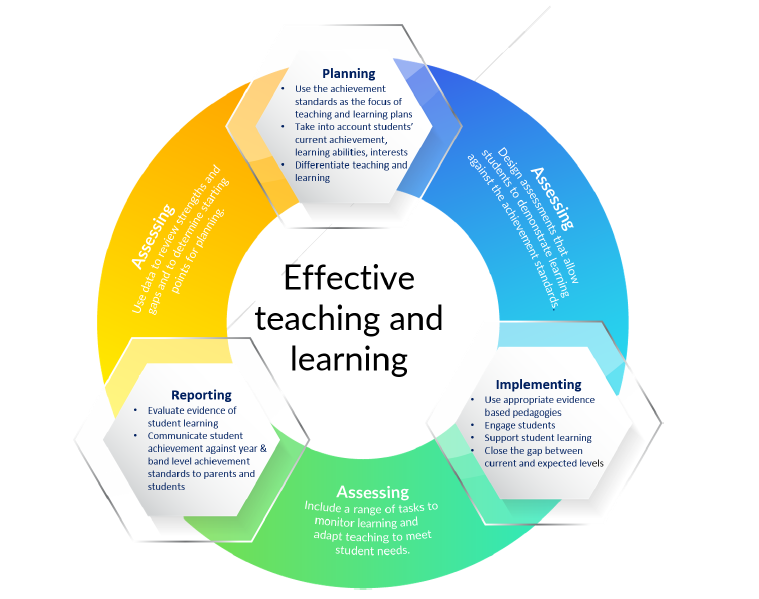 Planning
• Use the achievement
standards as the focus of
teaching and learning plans
• Take into account students'
current achievement,
learning abilities, interests
• Differentiate teaching and
learning
Assessing
Design assessments that allow
students to demonstrate learning
against the achievement standards
.
Implementing
• Use appropriate evidence
based pedagogies
• Engage students
• Support student learning
• Close the gap between
current and expected levels
Assessing
Include a range of tasks to
monitor learning and
adapt teaching to meet
student needs.
Reporting
• Evaluate evidence of
student learning
• Communicate student
achievement against year &
band level achievement
standards to parents and
students
Assessing
Use data to review strengths and
gaps and to determine starting
points for planning.
Effective
teaching and
learning